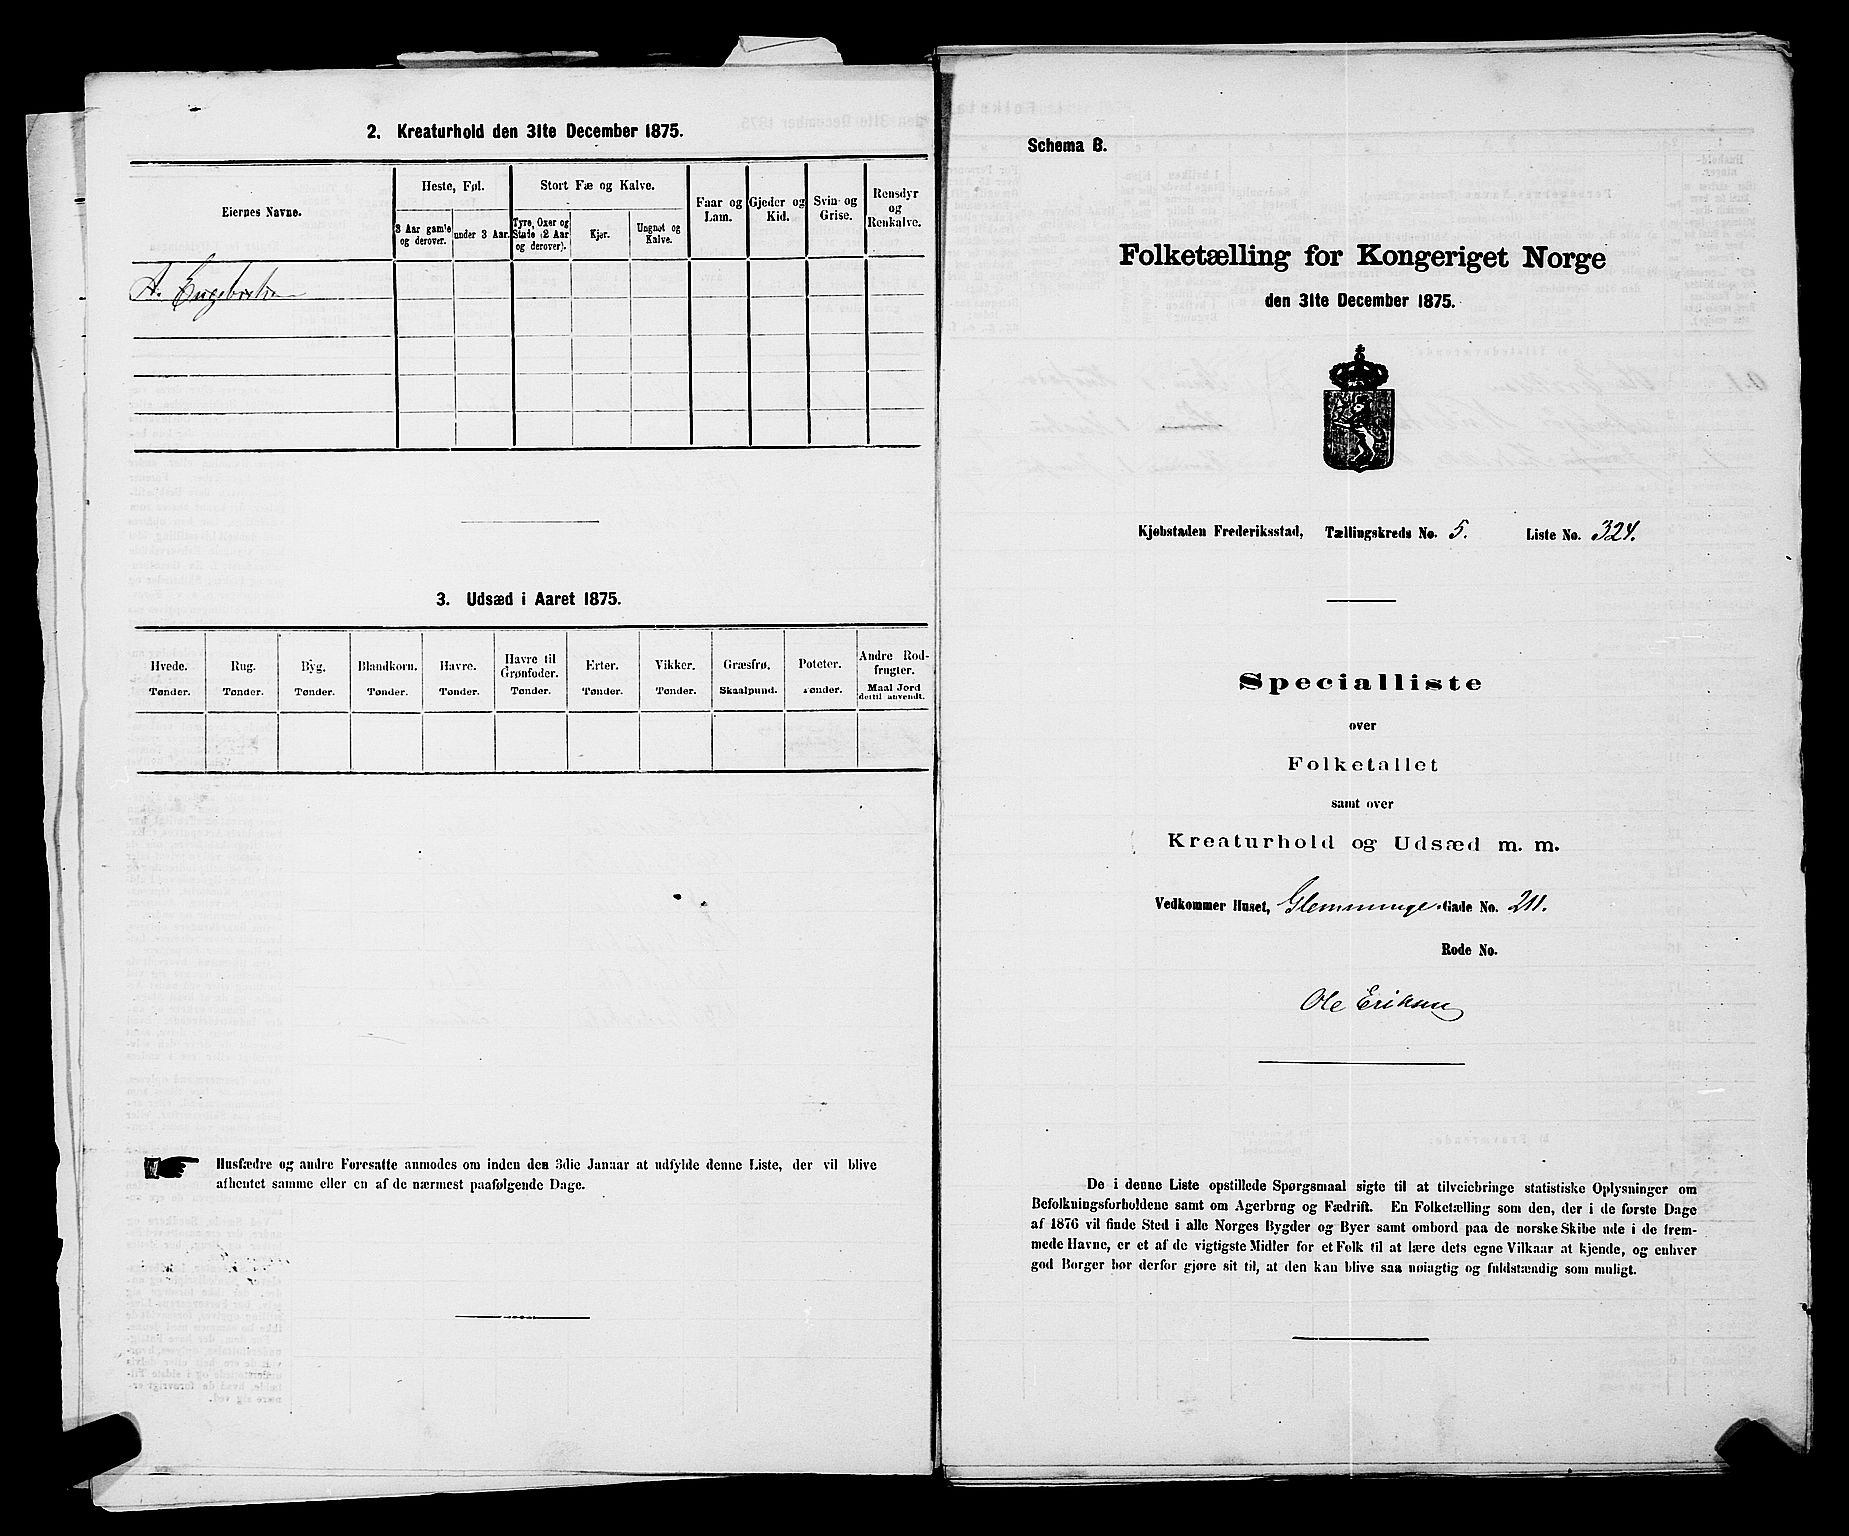 2. Kreaturhold den 31te December 1875.
Eiernes Navne.
Heste, Føl.
Stort Fæ og Kalve.
Faar og Lam.
Gjeder og Kid.
Svin og Grise.
Rensdyr og Renkalve.
3 Aar gamle og derover.
under 3 Aar.
Tyre, Oxer og Stude (2 Aar og derover).
Kjør.
Ungnøt og Kalve.
A.
3. Udsæd i Aaret 1875.
Hvede. Tønder.
Rug. Tønder.
Byg. Tønder.
Blandkorn. Tønder.
Havre. Tønder.
Havre til Grønfoder. Tønder.
Erter. Tønder.
Vikker. Tønder.
Græsfrø. Skaalpund.
Poteter. Tønder.
Andre Rodfrugter. Maal Jord dertil anvendt.
Husfædre og andre Foresatte anmodes om inden den 3die Januar at udfylde denne Liste, der vil blive
afhentet samme eller en af de nærmest paafølgende Dage.
Schema B.
Folketælling for Kongeriget Norge
den 31te December 1875.
Kjøbstaden Frederiksstad, Tællingskreds No. 5. Liste No. 324.
Specialliste
over
Folketallet
samt over
Kreaturhold og Udsæd m. m.
Vedkommer Huset, Glemminge Gade No. 211.
Rode No.
Ole Eriksen
De i denne Liste opstillede Spørgsmaal sigte til at tilveiebringe statistiske Oplysninger om
Befolkningsforholdene samt om Agerbrug og Fædrift. En Folketælling som den, der i de første Dage
af 1876 vil finde Sted i alle Norges Bygder og Byer samt ombord paa de norske Skibe ude i de frem-
mede Havne, er et af de vigtigste Midler for et Folk til at lære dets egne Vilkaar at kjende, og enhver
god Borger bør derfor gjøre sit til, at den kan blive saa nøiagtig og fuldstændig som muligt.